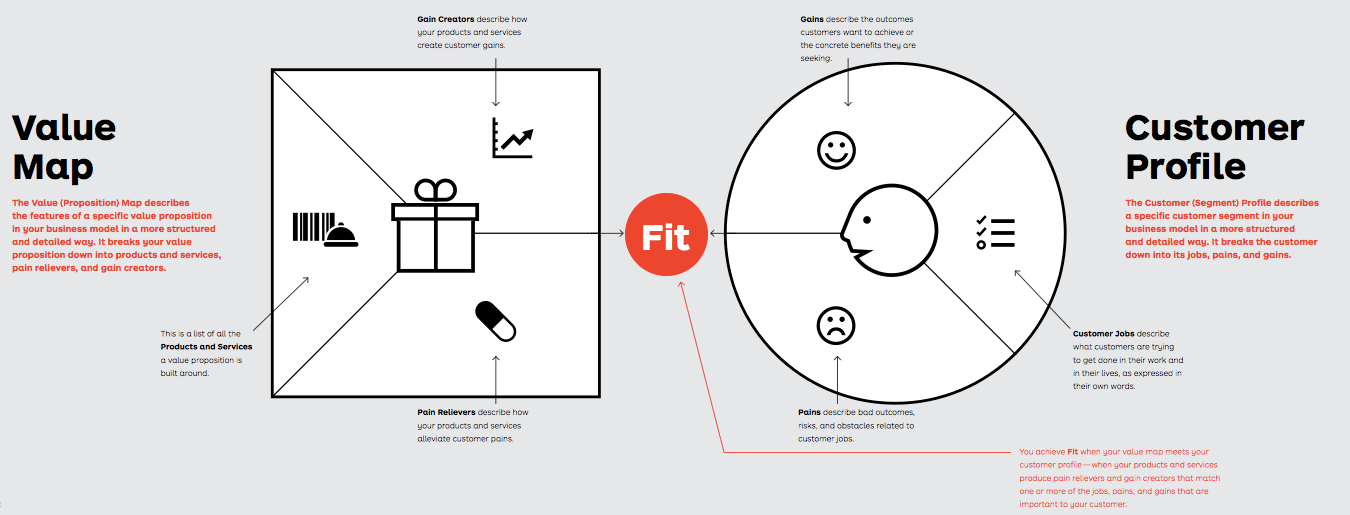 Gain Creators describe how
your products and services
create customer gains.
Gains describe the outcomes
customers want to achieve or
the concrete benefits they are
seeking.
Value
Map
The Value (Proposition) Map describes
the features of a specific value proposition
in your business model in a more structured
and detailed way. It breaks your value
proposition down into products and services,
pain relievers, and gain creators.
Fit
Customer
Profile
The Customer (Segment) Profile describes
a specific customer segment in your
business model in a more structured
and detailed way. It breaks the customer
down into its jobs, pains, and gains.
This is a list of all the
Products and Services
a value proposition is
built around.
Customer Jobs describe
what customers are trying
to get done in their work and
in their lives, as expressed in
their own words.
Pain Relievers describe how
your products and services
alleviate customer pains.
Pains describe bad outcomes,
risks, and obstacles related to
customer jobs.
You achieve Fit when your value map meets your
customer profile—when your products and services
produce pain relievers and gain creators that match
one or more of the jobs, pains, and gains that are
important to your customer.